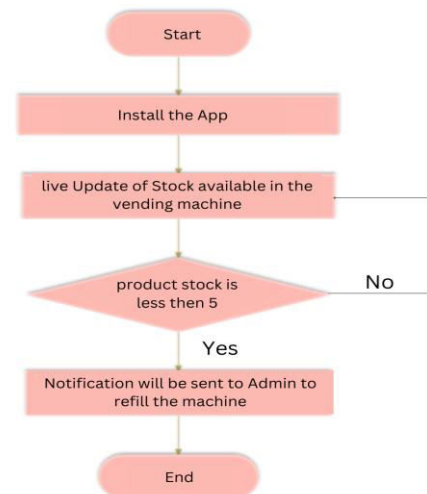 Start
Install the App
live Update of Stock available in the
vending machine
product stock is
less then 5
No
Yes
Notification will be sent to Admin to
refill the machine
End